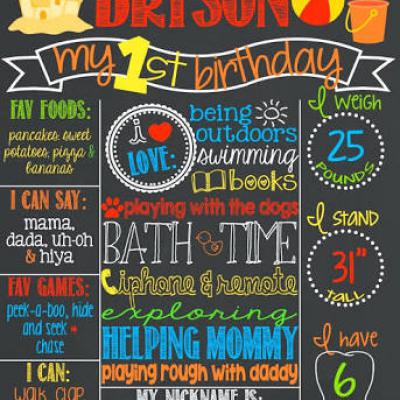 BRYSON
my 1st birthday
FAV FOODS:
pancakes, sweet
potatoes, pizza &
bananas
I CAN SAY:
mama,
dada, uh-oh
& hiya
FAV GAMES:
peek-a-boo, hide
and seek
chase
I CAN:
walk, clap
i
LOVE:
being
outdoors
swimming
books
playing with the dogs
BATH TIME
iphone & remote
exploring
HELPING MOMMY
playing rough with daddy
MY NICKNAME IS:
I WEIGH
25
POUNDS
I STAND
31"
TALL
I have
6